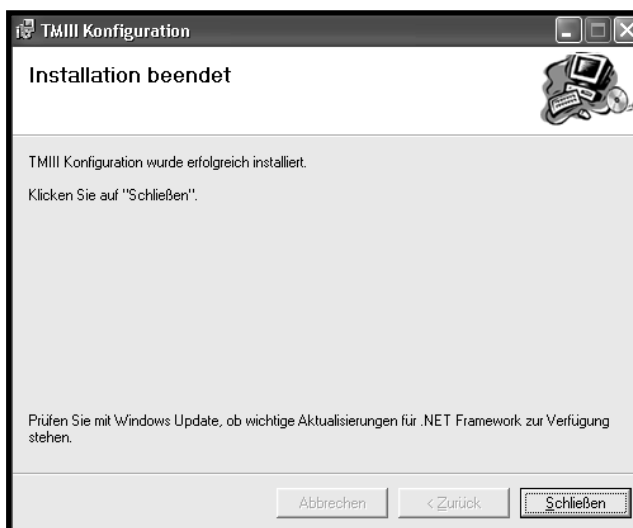 TMIII Konfiguration
Installation beendet
TMIII Konfiguration wurde erfolgreich installiert.
Klicken Sie auf "Schließen".
Prüfen Sie mit Windows Update, ob wichtige Aktualisierungen für .NET Framework zur Verfügung
stehen.
Abbrechen
< Zurück
Schließen